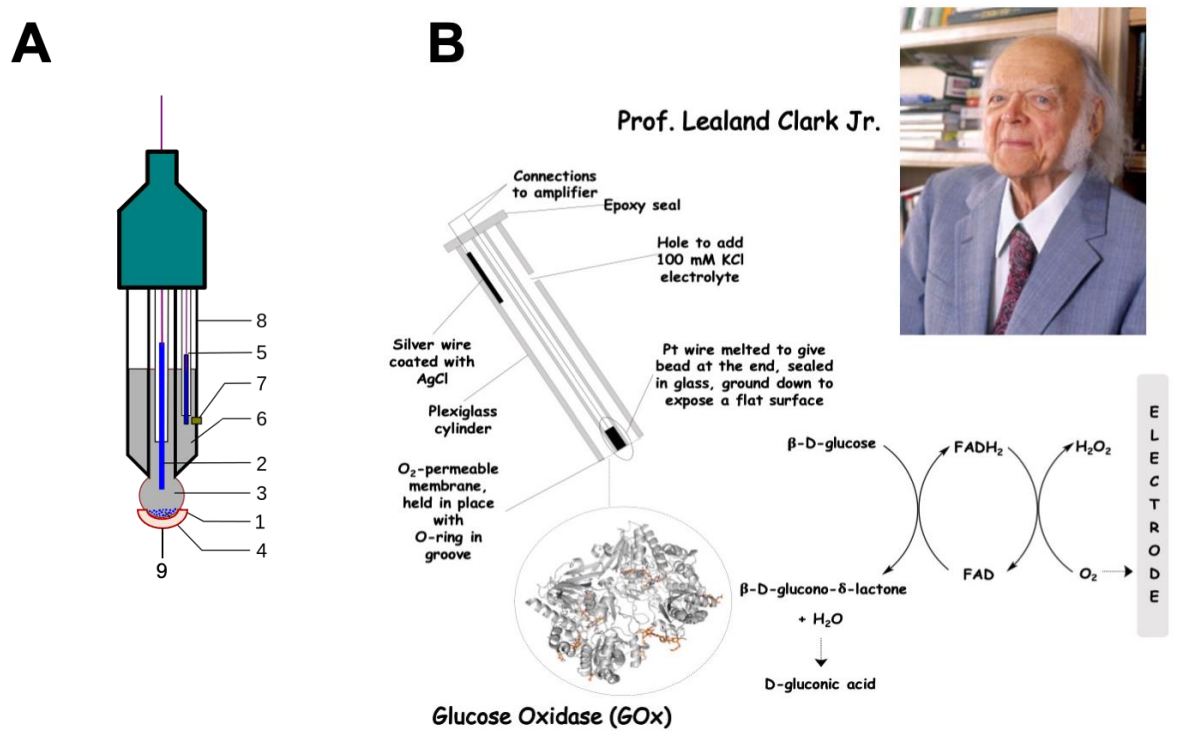 A
B
Prof. Lealand Clark Jr.
Connections
to amplifier
Epoxy seal
Hole to add
100 mM KCl
electrolyte
Silver wire
coated with
AgCl
Plexiglass
cylinder
Pt wire melted to give
bead at the end, sealed
in glass, ground down to
expose a flat surface
O₂-permeable
membrane,
held in place
with
O-ring in
groove
8
5
7
6
2
3
1
4
9
β-D-glucose
FADH₂
H₂O₂
FAD
O₂
β-D-glucono-δ-lactone
+ H₂O
D-gluconic acid
ELECTRODE
Glucose Oxidase (GOx)